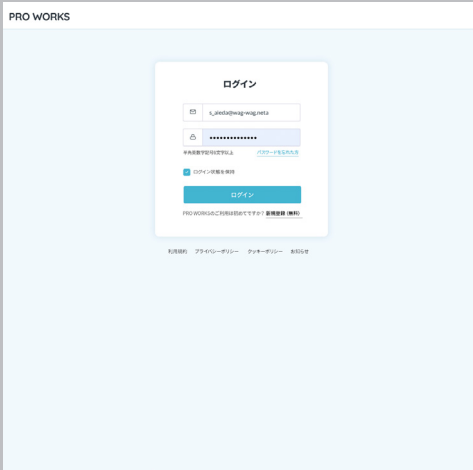 PRO WORKS
ログイン
s_aieda@wag-wag.neta
••••••••••••••
半角英数字記号8文字以上 パスワードを忘れた方
ログイン状態を保持
ログイン
PRO WORKSのご利用は初めてですか？ 新規登録 (無料)
利用規約 プライバシーポリシー クッキーポリシー お知らせ